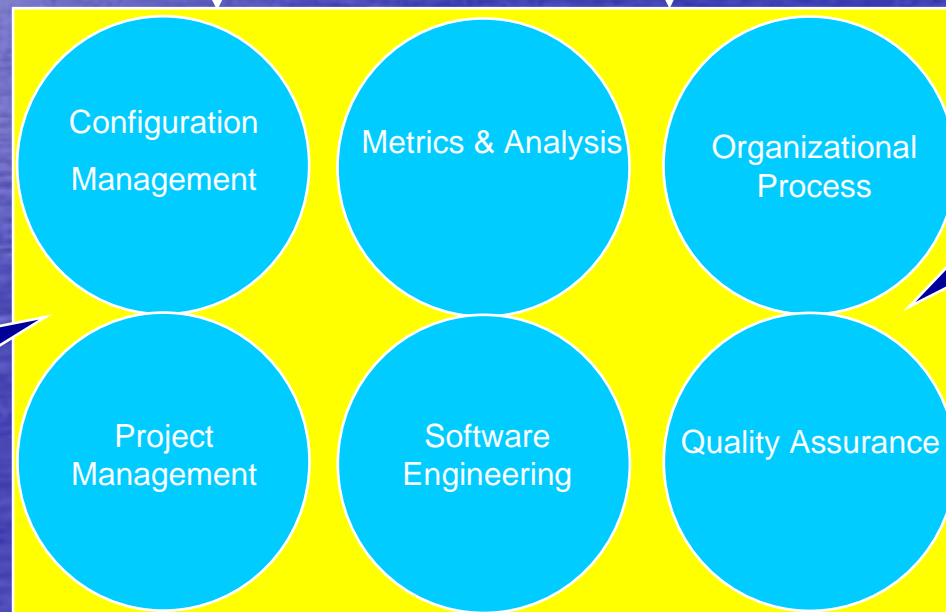 Configuration
Management
Metrics & Analysis
Organizational
Process
Project
Management
Software
Engineering
Quality Assurance